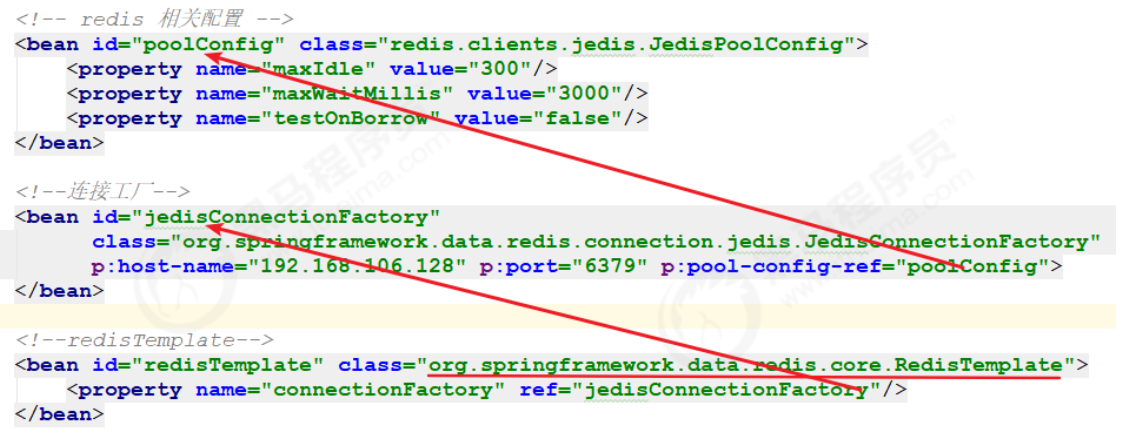 <!-- redis 相关配置 -->
<bean id="poolConfig" class="redis.clients.jedis.JedisPoolConfig">
    <property name="maxIdle" value="300"/>
    <property name="maxWaitMillis" value="3000"/>
    <property name="testOnBorrow" value="false"/>
</bean>
<!--连接工厂-->
<bean id="jedisConnectionFactory"
      class="org.springframework.data.redis.connection.jedis.JedisConnectionFactory"
      p:host-name="192.168.106.128" p:port="6379" p:pool-config-ref="poolConfig">
</bean>
<!--redisTemplate-->
<bean id="redisTemplate" class="org.springframework.data.redis.core.RedisTemplate">
    <property name="connectionFactory" ref="jedisConnectionFactory"/>
</bean>